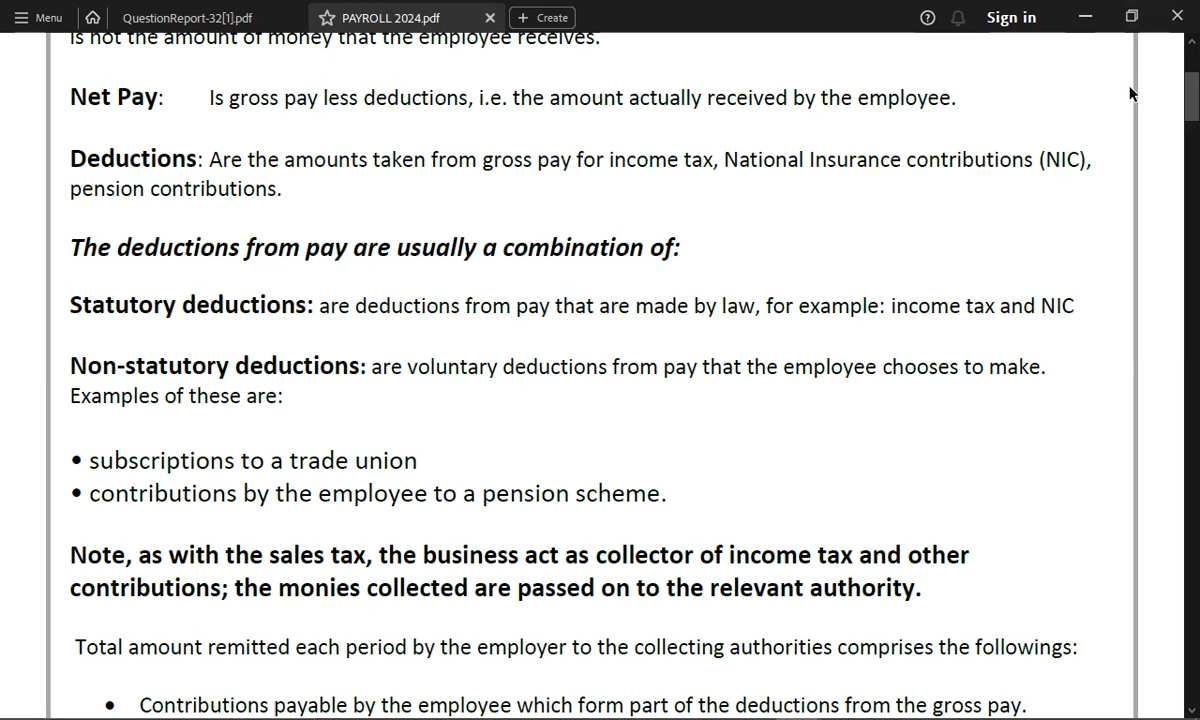 Menu QuestionReport-32[1].pdf PAYROLL 2024.pdf Create Sign in
is not the amount of money that the employee receives.
Net Pay: Is gross pay less deductions, i.e. the amount actually received by the employee.
Deductions: Are the amounts taken from gross pay for income tax, National Insurance contributions (NIC),
pension contributions.
The deductions from pay are usually a combination of:
Statutory deductions: are deductions from pay that are made by law, for example: income tax and NIC
Non-statutory deductions: are voluntary deductions from pay that the employee chooses to make.
Examples of these are:
• subscriptions to a trade union
• contributions by the employee to a pension scheme.
Note, as with the sales tax, the business act as collector of income tax and other
contributions; the monies collected are passed on to the relevant authority.
Total amount remitted each period by the employer to the collecting authorities comprises the followings:
• Contributions payable by the employee which form part of the deductions from the gross pay.